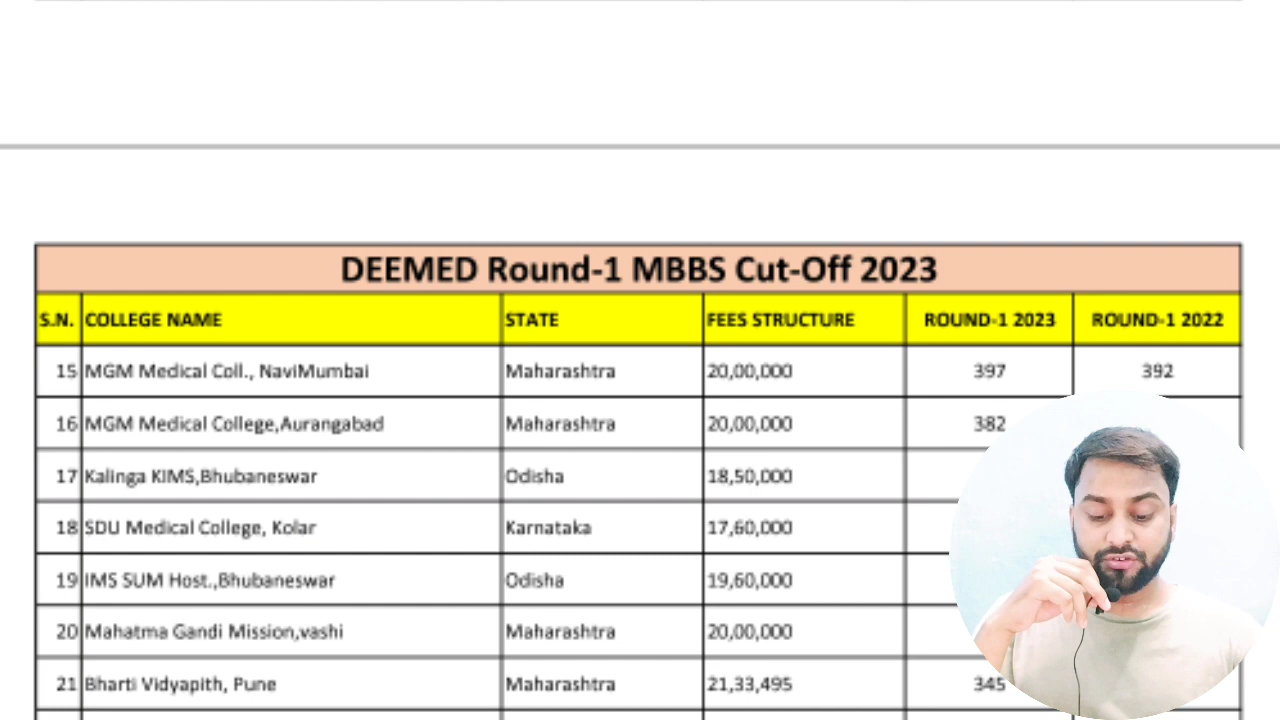 DEEMED Round-1 MBBS Cut-Off 2023
S.N. COLLEGE NAME STATE FEES STRUCTURE ROUND-1 2023 ROUND-1 2022
15 MGM Medical Coll., NaviMumbai Maharashtra 20,00,000 397 392
16 MGM Medical College,Aurangabad Maharashtra 20,00,000 382
17 Kalinga KIMS,Bhubaneswar Odisha 18,50,000
18 SDU Medical College, Kolar Karnataka 17,60,000
19 IMS SUM Host.,Bhubaneswar Odisha 19,60,000
20 Mahatma Gandi Mission,vashi Maharashtra 20,00,000
21 Bharti Vidyapith, Pune Maharashtra 21,33,495 345